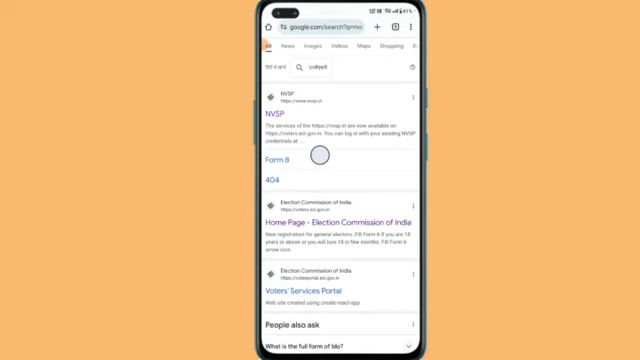 81%
google.com/search?q=nvs
5
All News Images Videos Maps Shopping
हिंदी में खोजें एनवीएसपी
NVSP
https://www.nvsp.in
NVSP
The services of the https://nvsp.in are now available on
https://voters.eci.gov.in. You can log in with your existing NVSP
credentials at ...
Form 8
404
Election Commission of India
https://voters.eci.gov.in
Home Page - Election Commission of India
New registration for general electors. Fill Form 6 if you are 18
years or above or you will turn 18 in few months. Fill Form 6.
arrow icon.
Election Commission of India
https://voterportal.eci.gov.in
Voters' Services Portal
Web site created using create-react-app
People also ask
What is the full form of blo?